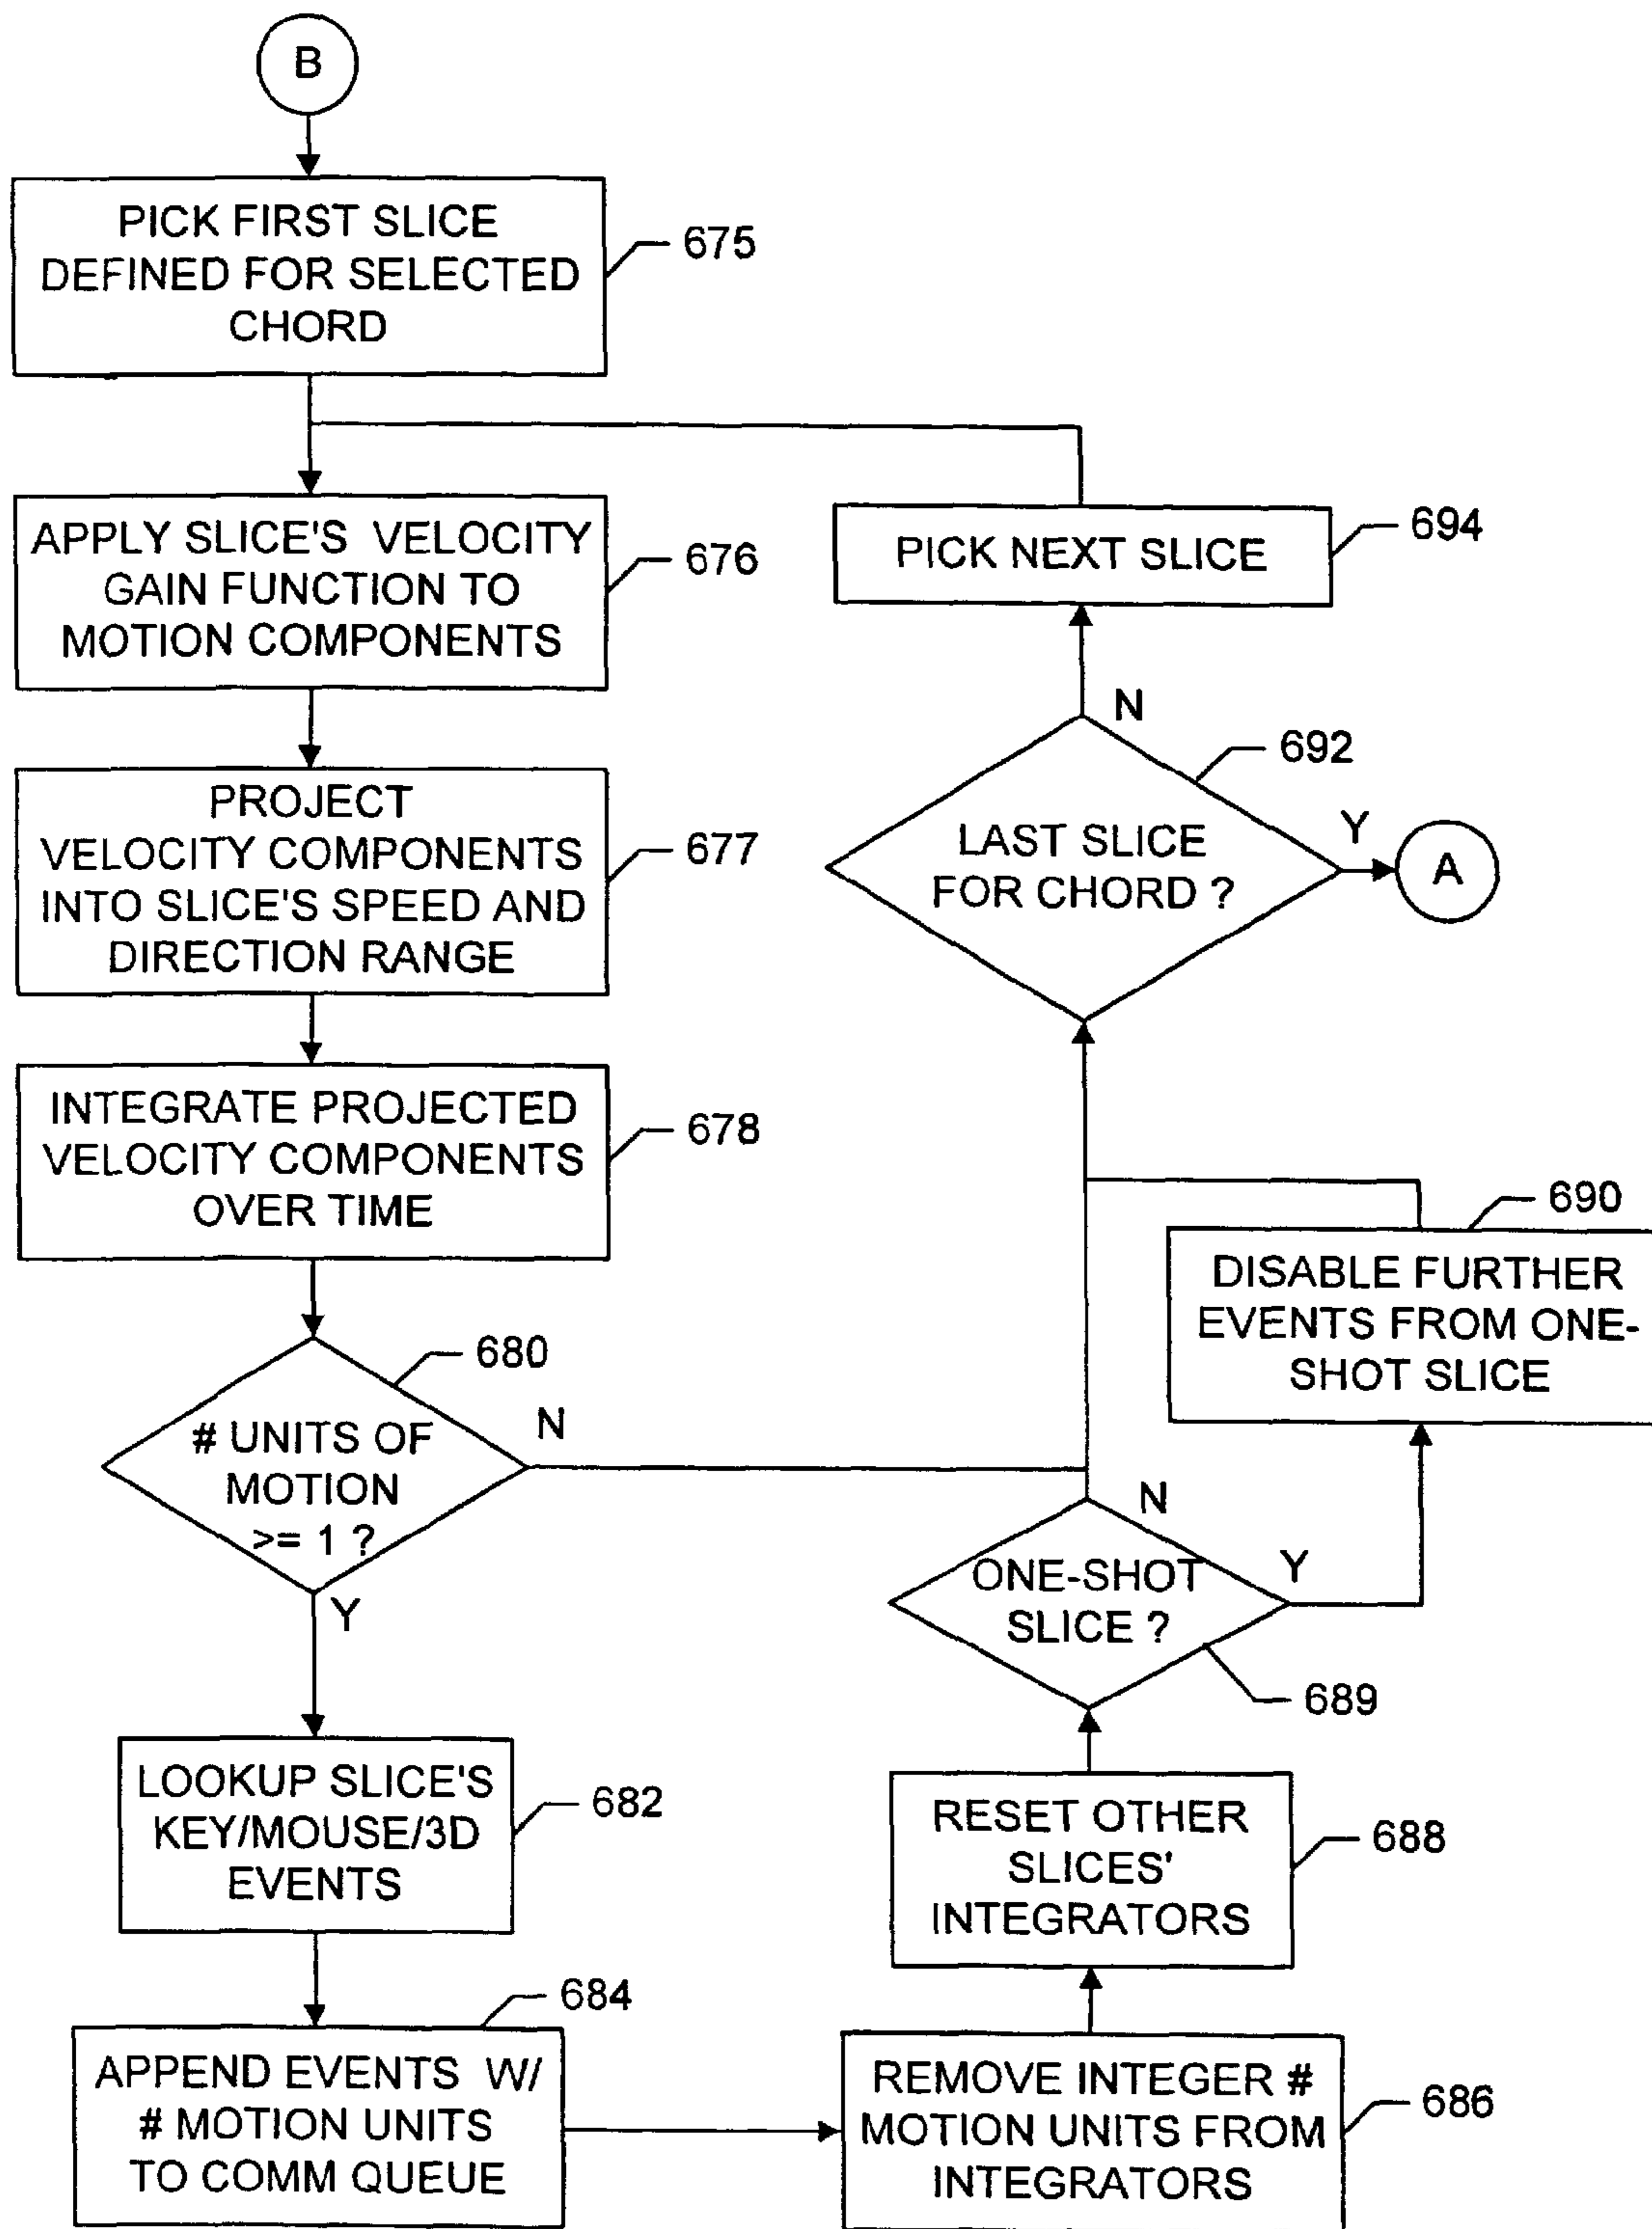 B
PICK FIRST SLICE
DEFINED FOR SELECTED
CHORD
675
APPLY SLICE'S VELOCITY
GAIN FUNCTION TO
MOTION COMPONENTS
676
PROJECT
VELOCITY COMPONENTS
INTO SLICE'S SPEED AND
DIRECTION RANGE
677
INTEGRATE PROJECTED
VELOCITY COMPONENTS
OVER TIME
678
# UNITS OF
MOTION
>= 1 ?
680
N
Y
LOOKUP SLICE'S
KEY/MOUSE/3D
EVENTS
682
APPEND EVENTS W/
# MOTION UNITS
TO COMM QUEUE
684
REMOVE INTEGER #
MOTION UNITS FROM
INTEGRATORS
686
RESET OTHER
SLICES'
INTEGRATORS
688
ONE-SHOT
SLICE ?
689
N
Y
DISABLE FURTHER
EVENTS FROM ONE-
SHOT SLICE
690
LAST SLICE
FOR CHORD ?
692
N
Y
A
PICK NEXT SLICE
694